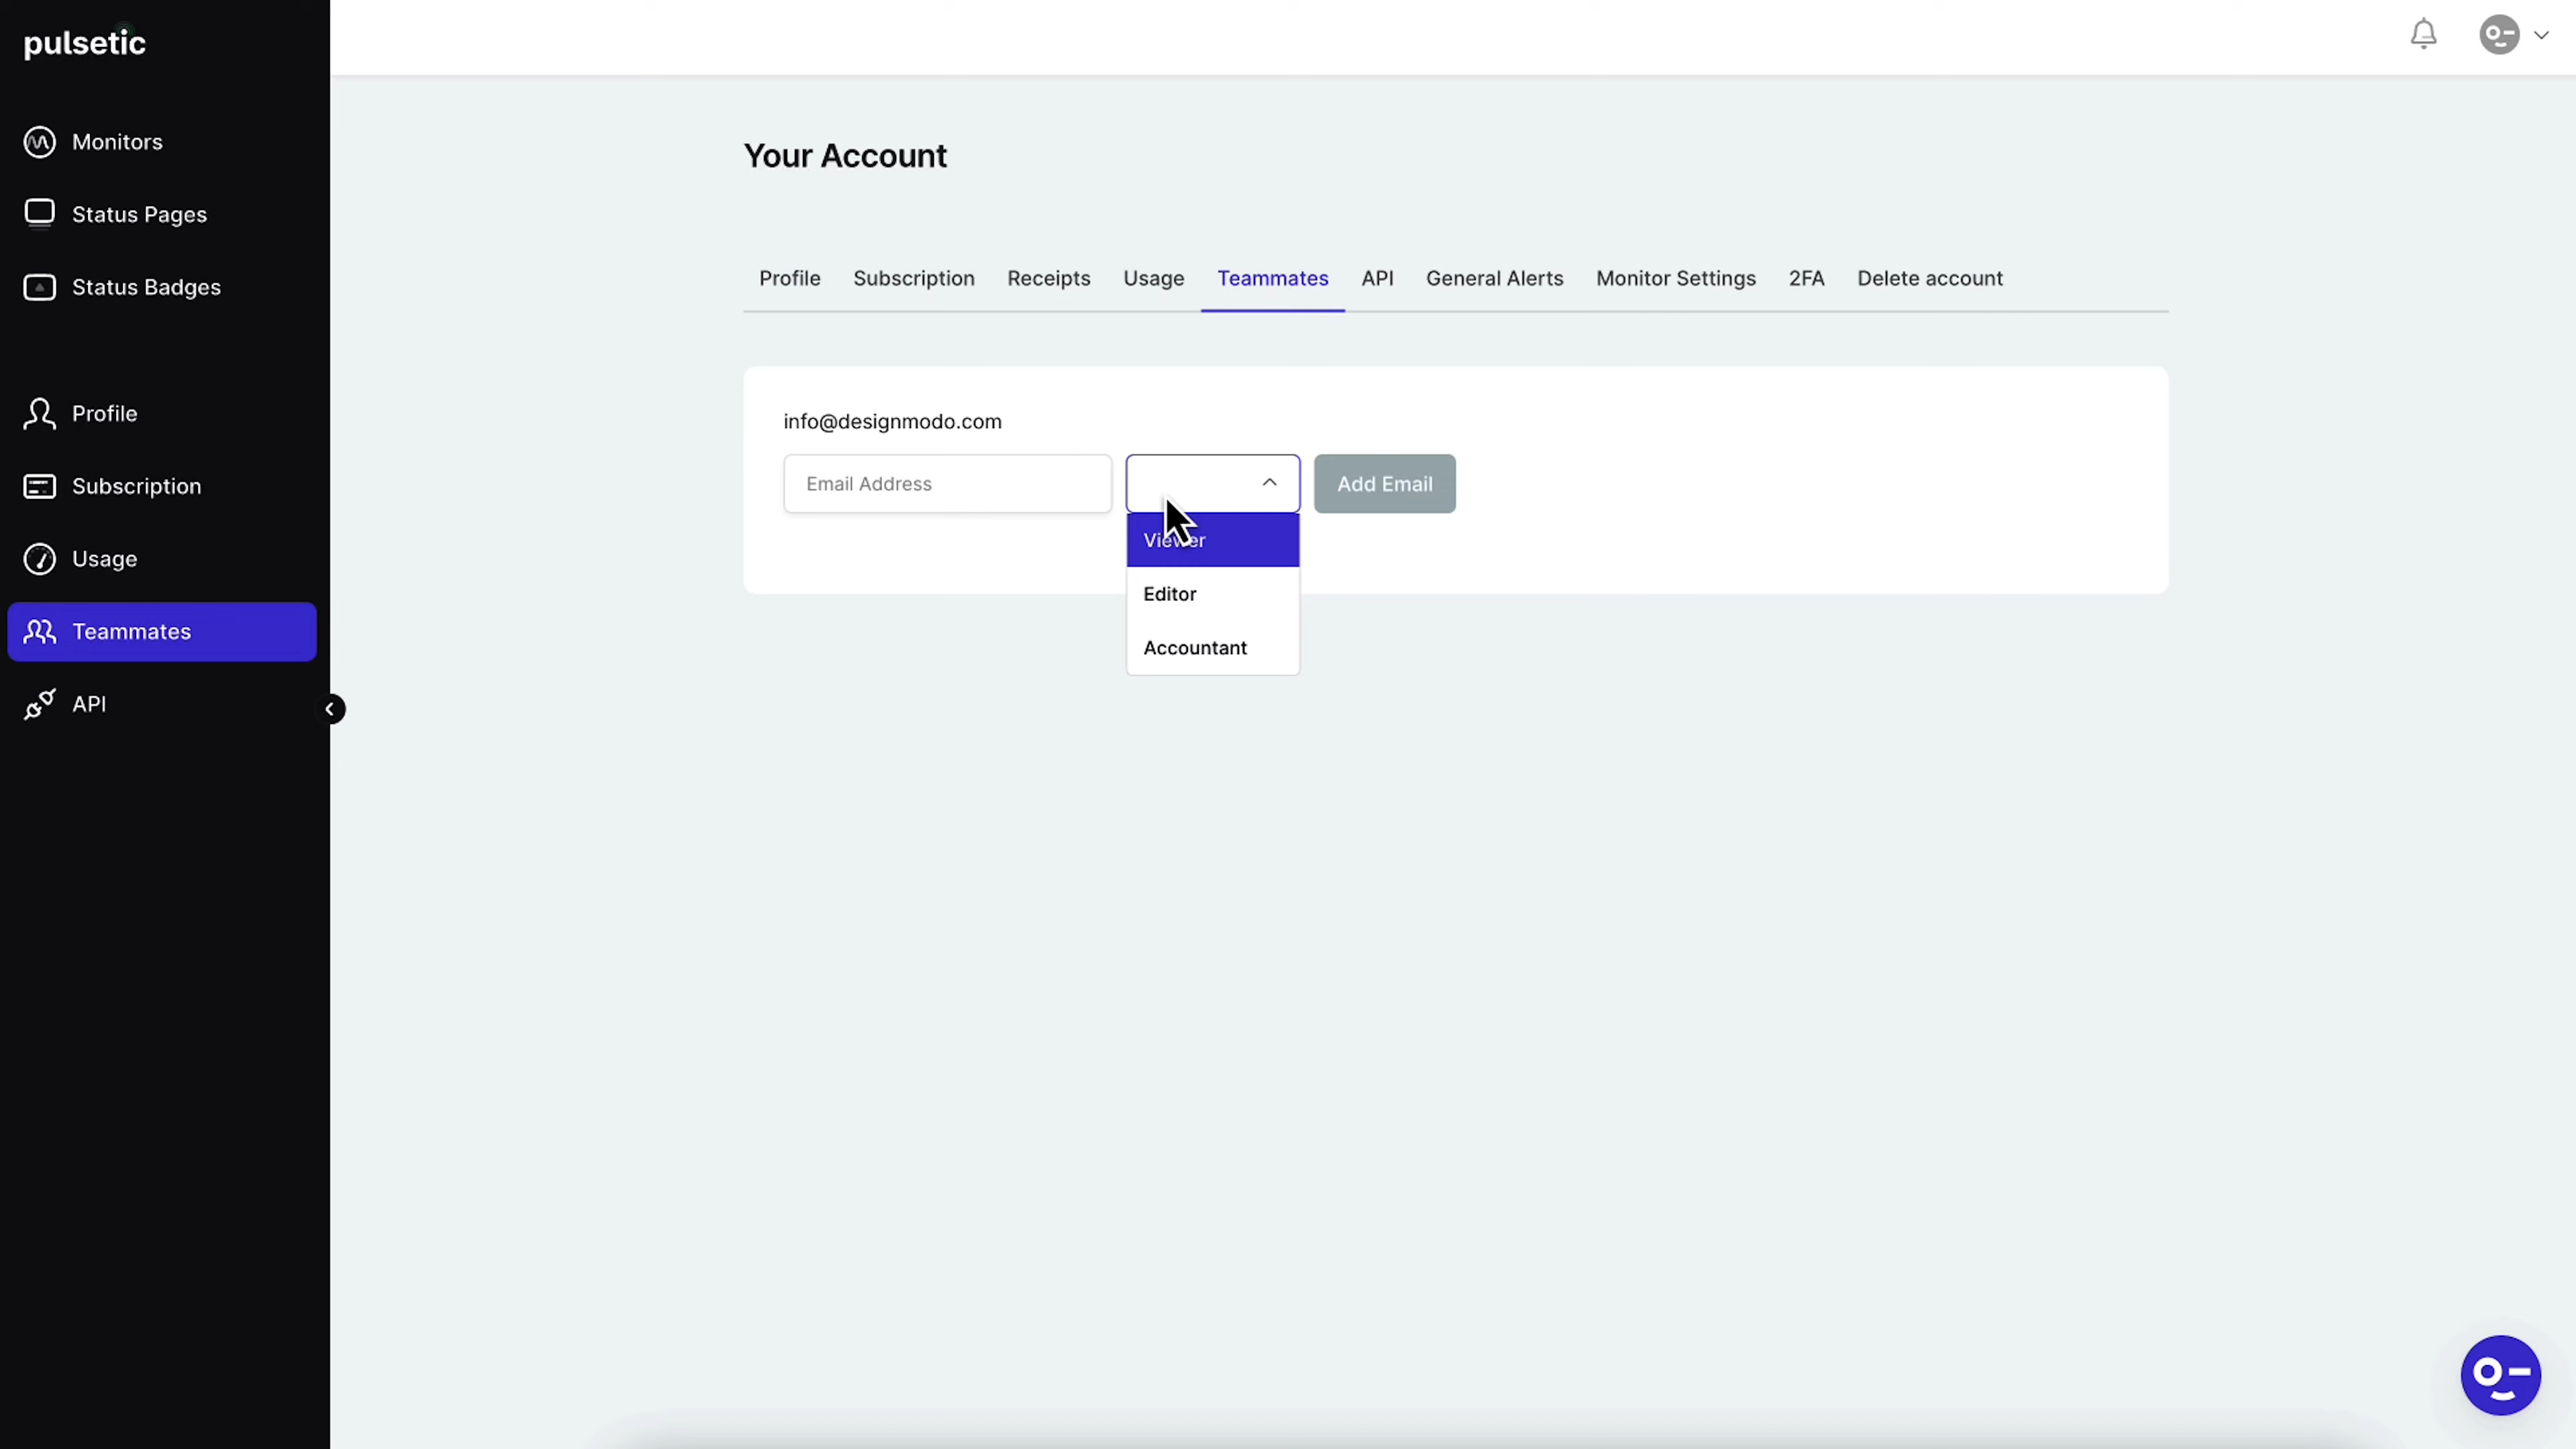 pulsetic
Monitors
Status Pages
Status Badges
Profile
Subscription
Usage
Teammates
API
Your Account
Profile Subscription Receipts Usage Teammates API General Alerts Monitor Settings 2FA Delete account
info@designmodo.com
Email Address Add Email
Viewer
Editor
Accountant